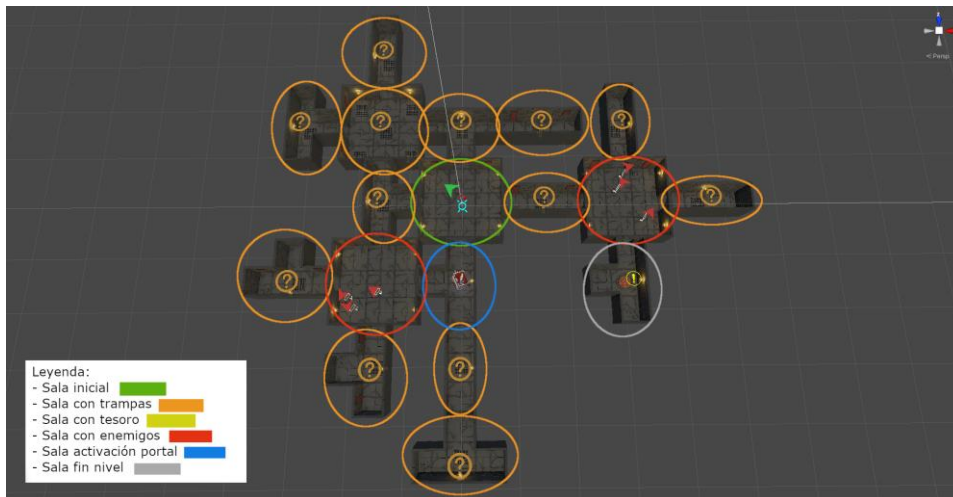 ?
< Persp
? ? ? ? ?
? ? ?
? !
? ?
Leyenda:
- Sala inicial
- Sala con trampas
- Sala con tesoro
- Sala con enemigos
- Sala activación portal
- Sala fin nivel
?